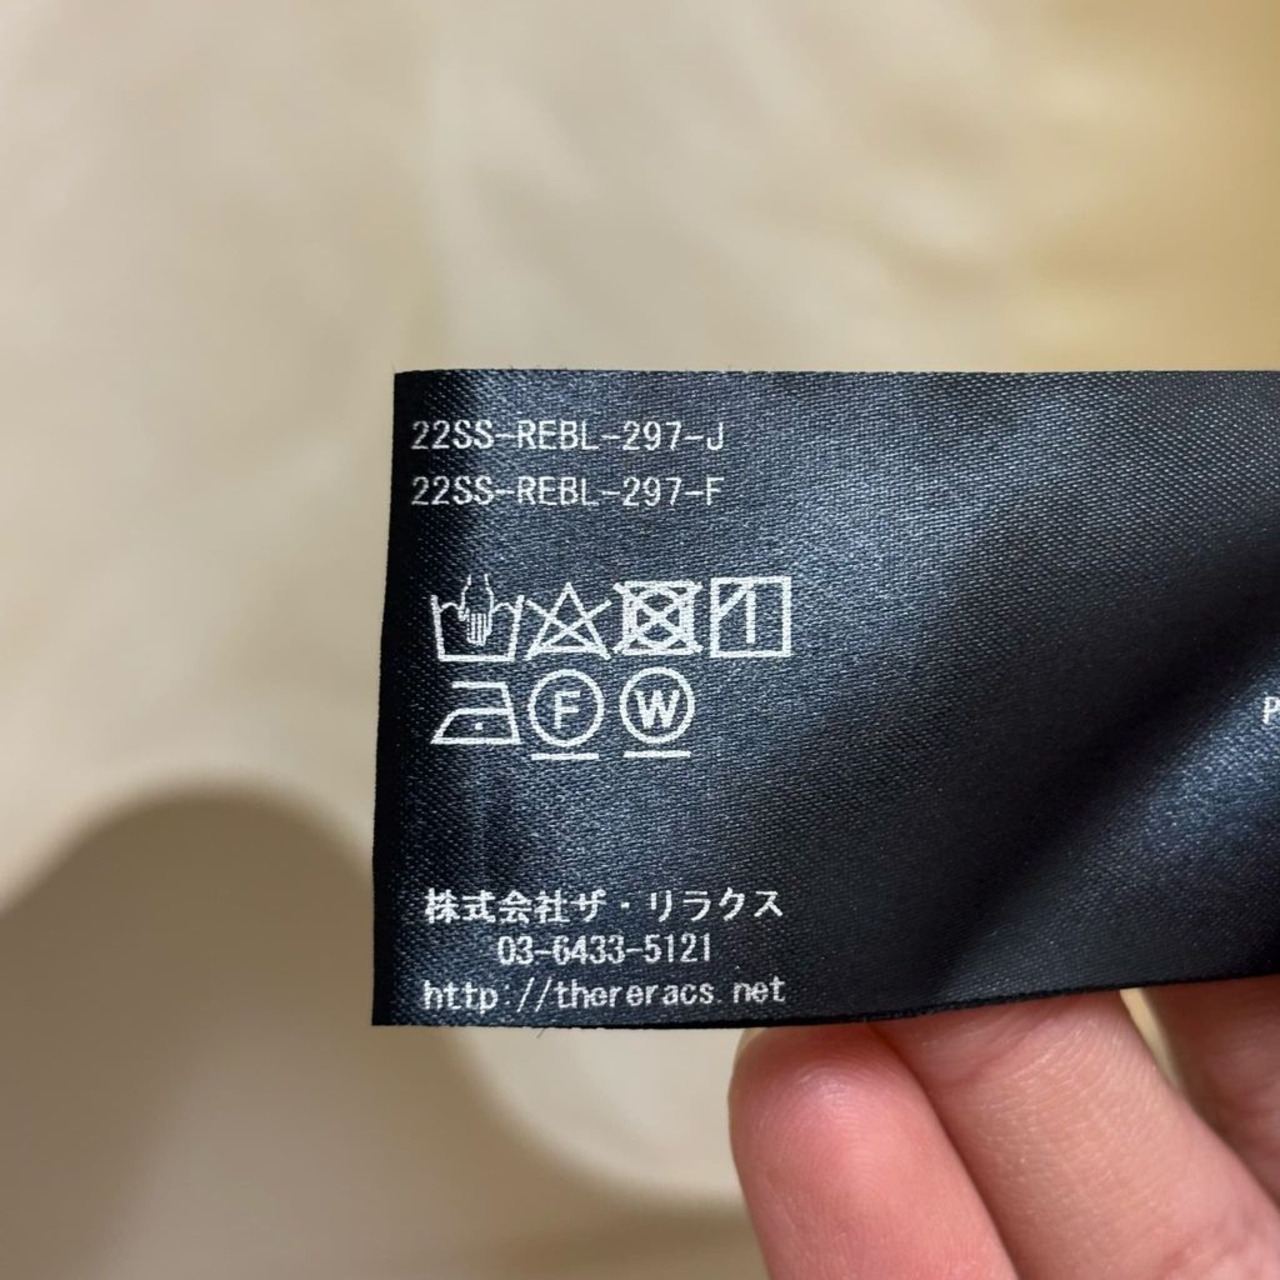 22SS-REBL-297-J
22SS-REBL-297-F
F W
株式会社ザ・リラクス
03-6433-5121
http://thereracs.net
P